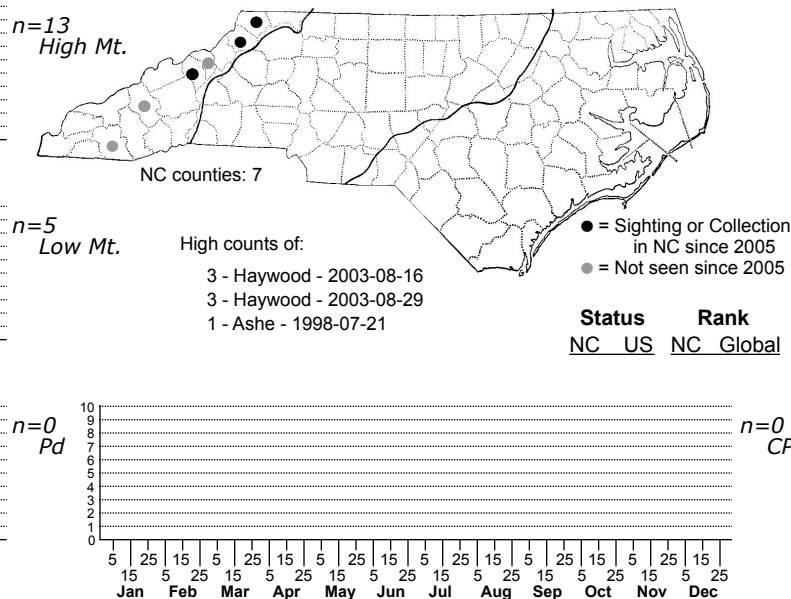 n=13
High Mt.
NC counties: 7
n=5
Low Mt.
High counts of:
3 - Haywood - 2003-08-16
3 - Haywood - 2003-08-29
1 - Ashe - 1998-07-21
● = Sighting or Collection
in NC since 2005
● = Not seen since 2005
Status Rank
NC US NC Global
n=0
Pd
10
9
8
7
6
5
4
3
2
1
0
n=0
CP
5 25 15 5 25 15 5 25 15 5 25 15 5 25 15 5 25 15
15 5 25 15 5 25 15 5 25 15 5 25 15 5 25 15 5 25
Jan Feb Mar Apr May Jun Jul Aug Sep Oct Nov Dec